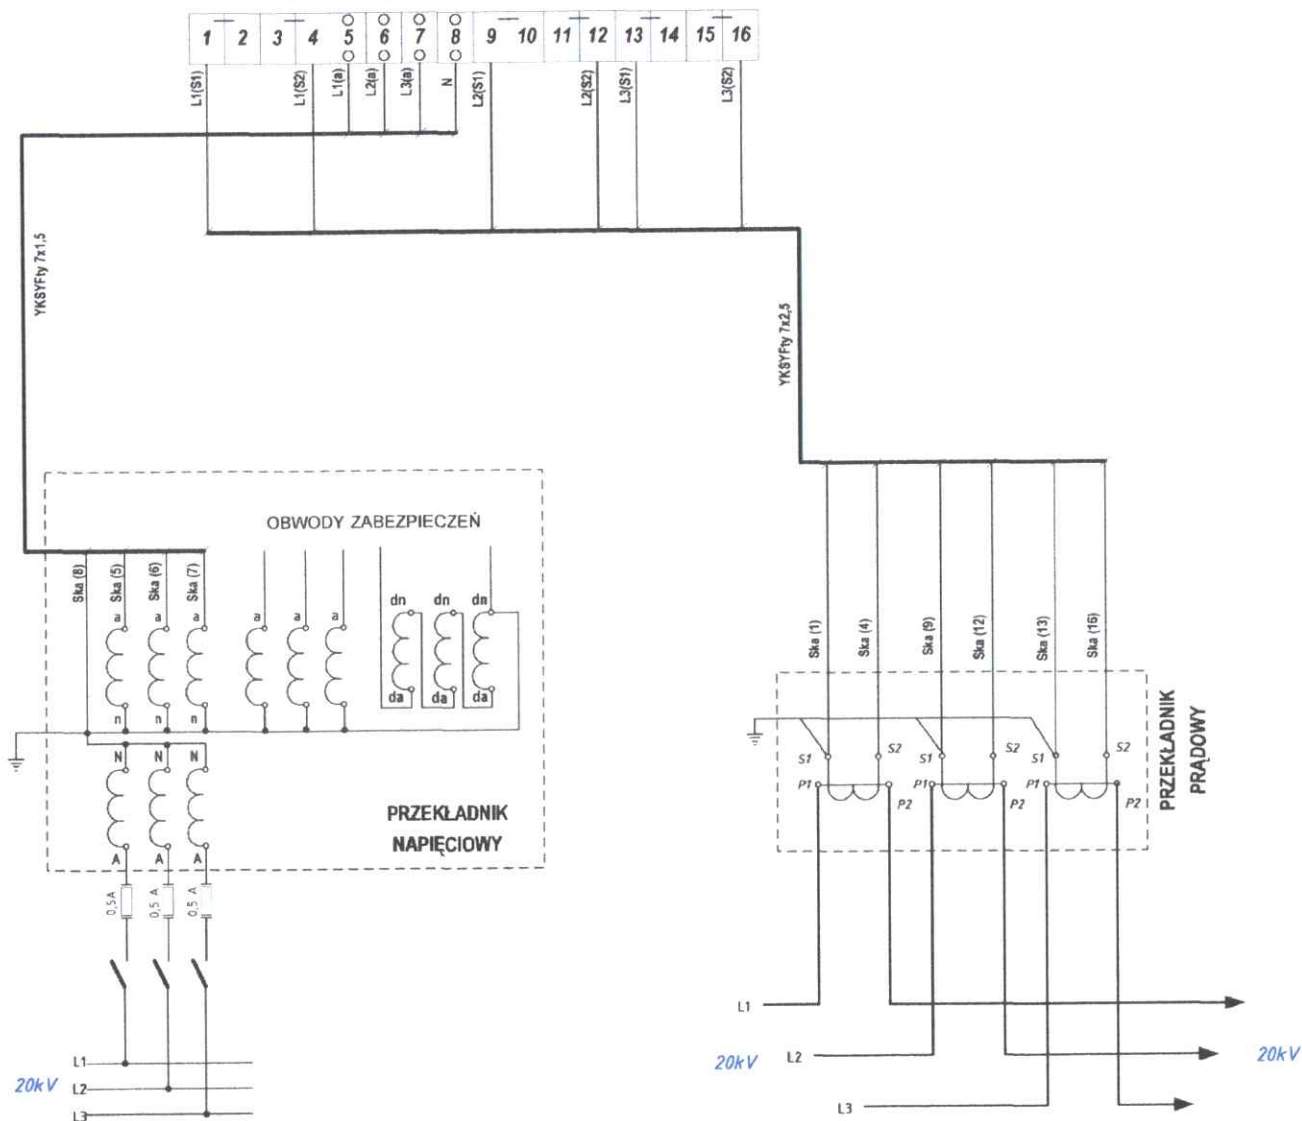 1 2 3 4 5 6 7 8 9 10 11 12 13 14 15 16
L1(S1)
L1(S2)
L1(a)
L2(a)
L3(a)
N
L2(S1)
L2(S2)
L3(S1)
L3(S2)
YKSYFty 7x1,5
YKSYFty 7x2,5
OBWODY ZABEZPIECZEŃ
Ska (8)
Ska (5)
Ska (6)
Ska (7)
a a a a a a
dn dn dn
da da da
n n n
N N N
A A A
PRZEKŁADNIK
NAPIĘCIOWY
0,5A
0,5 A
0,5 A
L1
20kV
L2
L3
Ska (1)
Ska (4)
Ska (9)
Ska (12)
Ska (13)
Ska (16)
S1 S2 S1 S2 S1 S2
P1 P2 P1 P2 P1 P2
PRZEKŁADNIK
PRĄDOWY
L1
20kV L2 20kV
L3